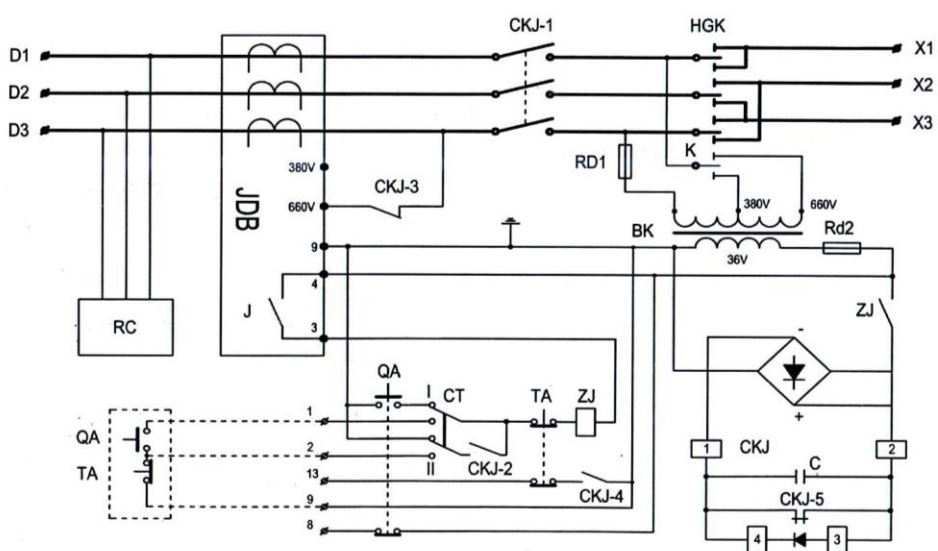 CKJ-1
HGK
D1
X1
D2
X2
D3
X3
380V
RD1
K
CKJ-3
660V
JDB
380V
660V
BK
Rd2
9
36V
4
J
ZJ
RC
3
-
QA
I
CT
TA
ZJ
+
1
QA
2
CKJ-2
1
CKJ
2
II
TA
13
C
CKJ-4
9
CKJ-5
8
4
3